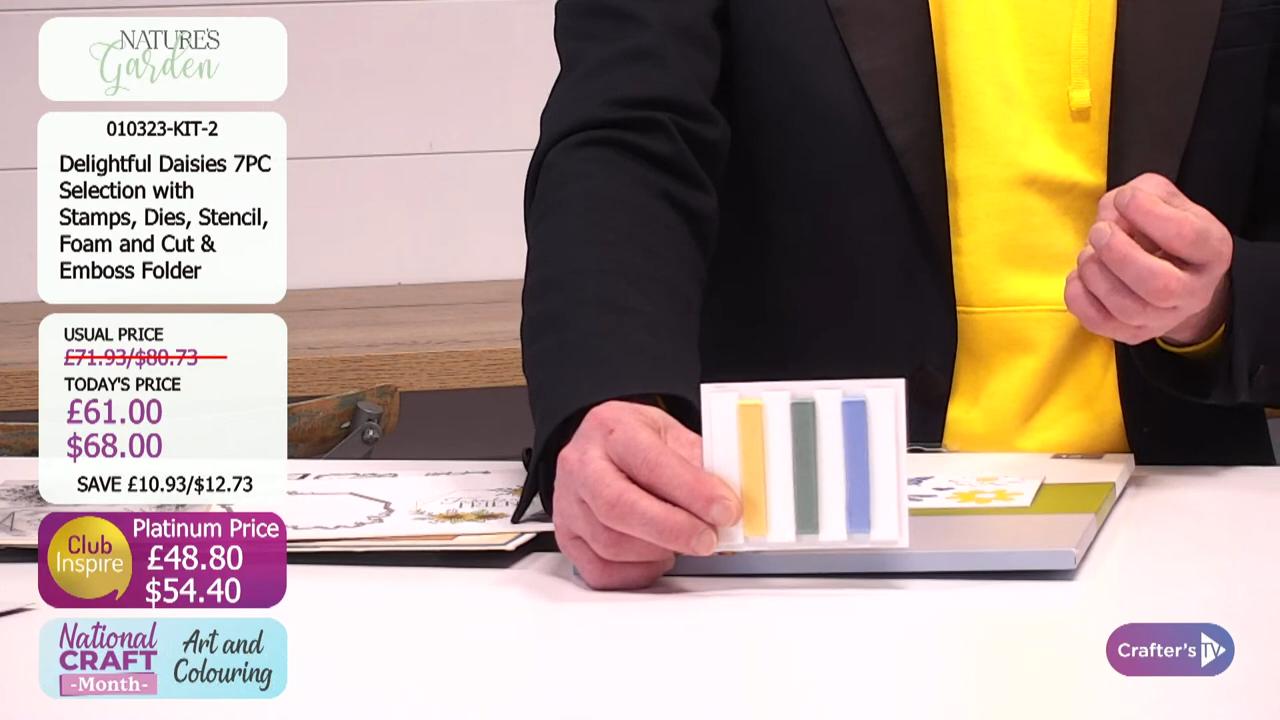 NATURE'S
Garden
010323-KIT-2
Delightful Daisies 7PC
Selection with
Stamps, Dies, Stencil,
Foam and Cut &
Emboss Folder
USUAL PRICE
£71.93/$80.73
TODAY'S PRICE
£61.00
$68.00
SAVE £10.93/$12.73
Club
Inspire
Platinum Price
£48.80
$54.40
National
CRAFT
-Month-
Art and
Colouring
Crafter's TV